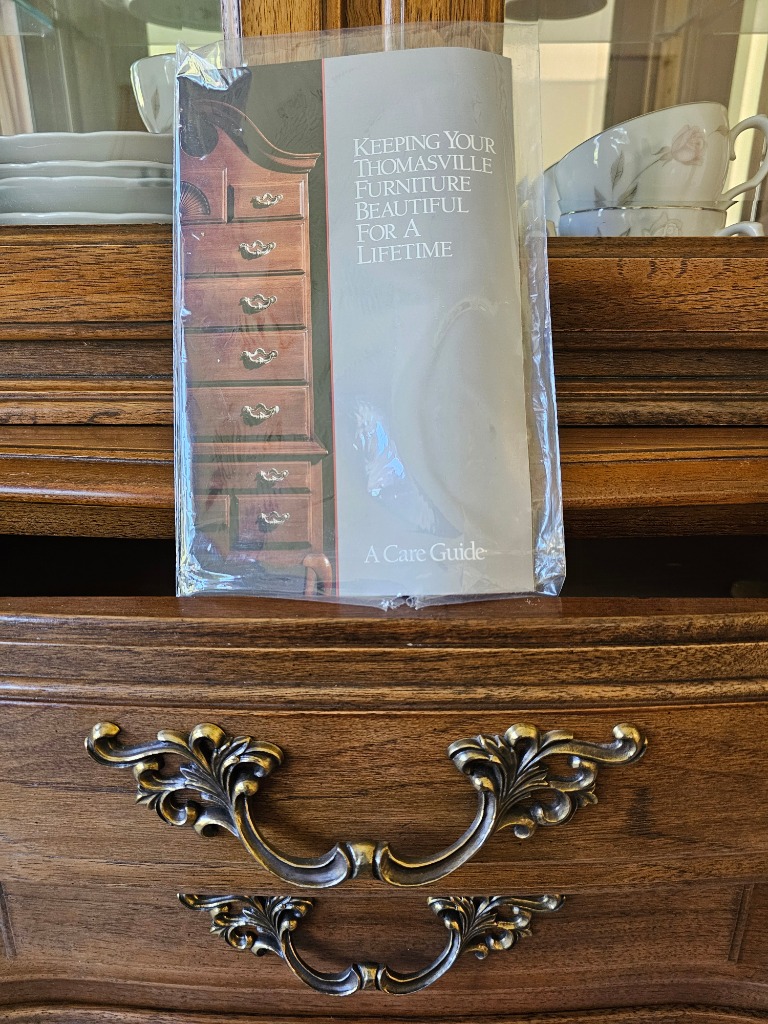 KEEPING YOUR
THOMASVILLE
FURNITURE
BEAUTIFUL
FOR A
LIFETIME
A Care Guide